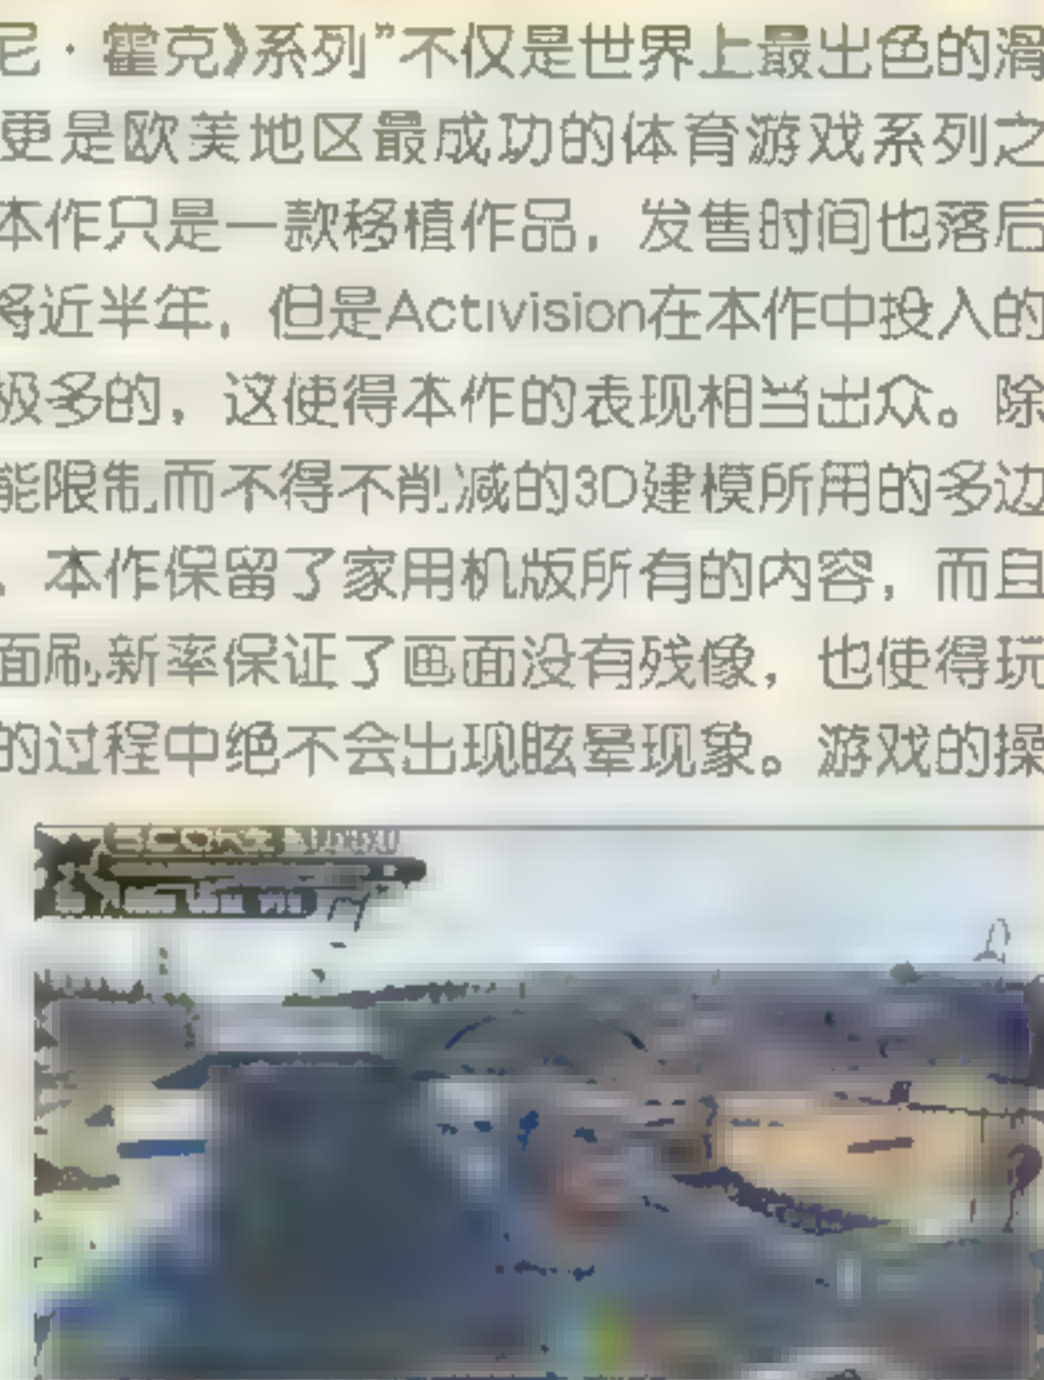 尼·霍克》系列”不仅是世界上最出色的滑
更是欧美地区最成功的体育游戏系列之
本作只是一款移植作品，发售时间也落后
将近半年，但是Activision在本作中投入的
极多的，这使得本作的表现相当出众。除
能限制而不得不削减的3D建模所用的多边
，本作保留了家用机版所有的内容，而且
面刷新率保证了画面没有残像，也使得玩
的过程中绝不会出现眩晕现象。游戏的操